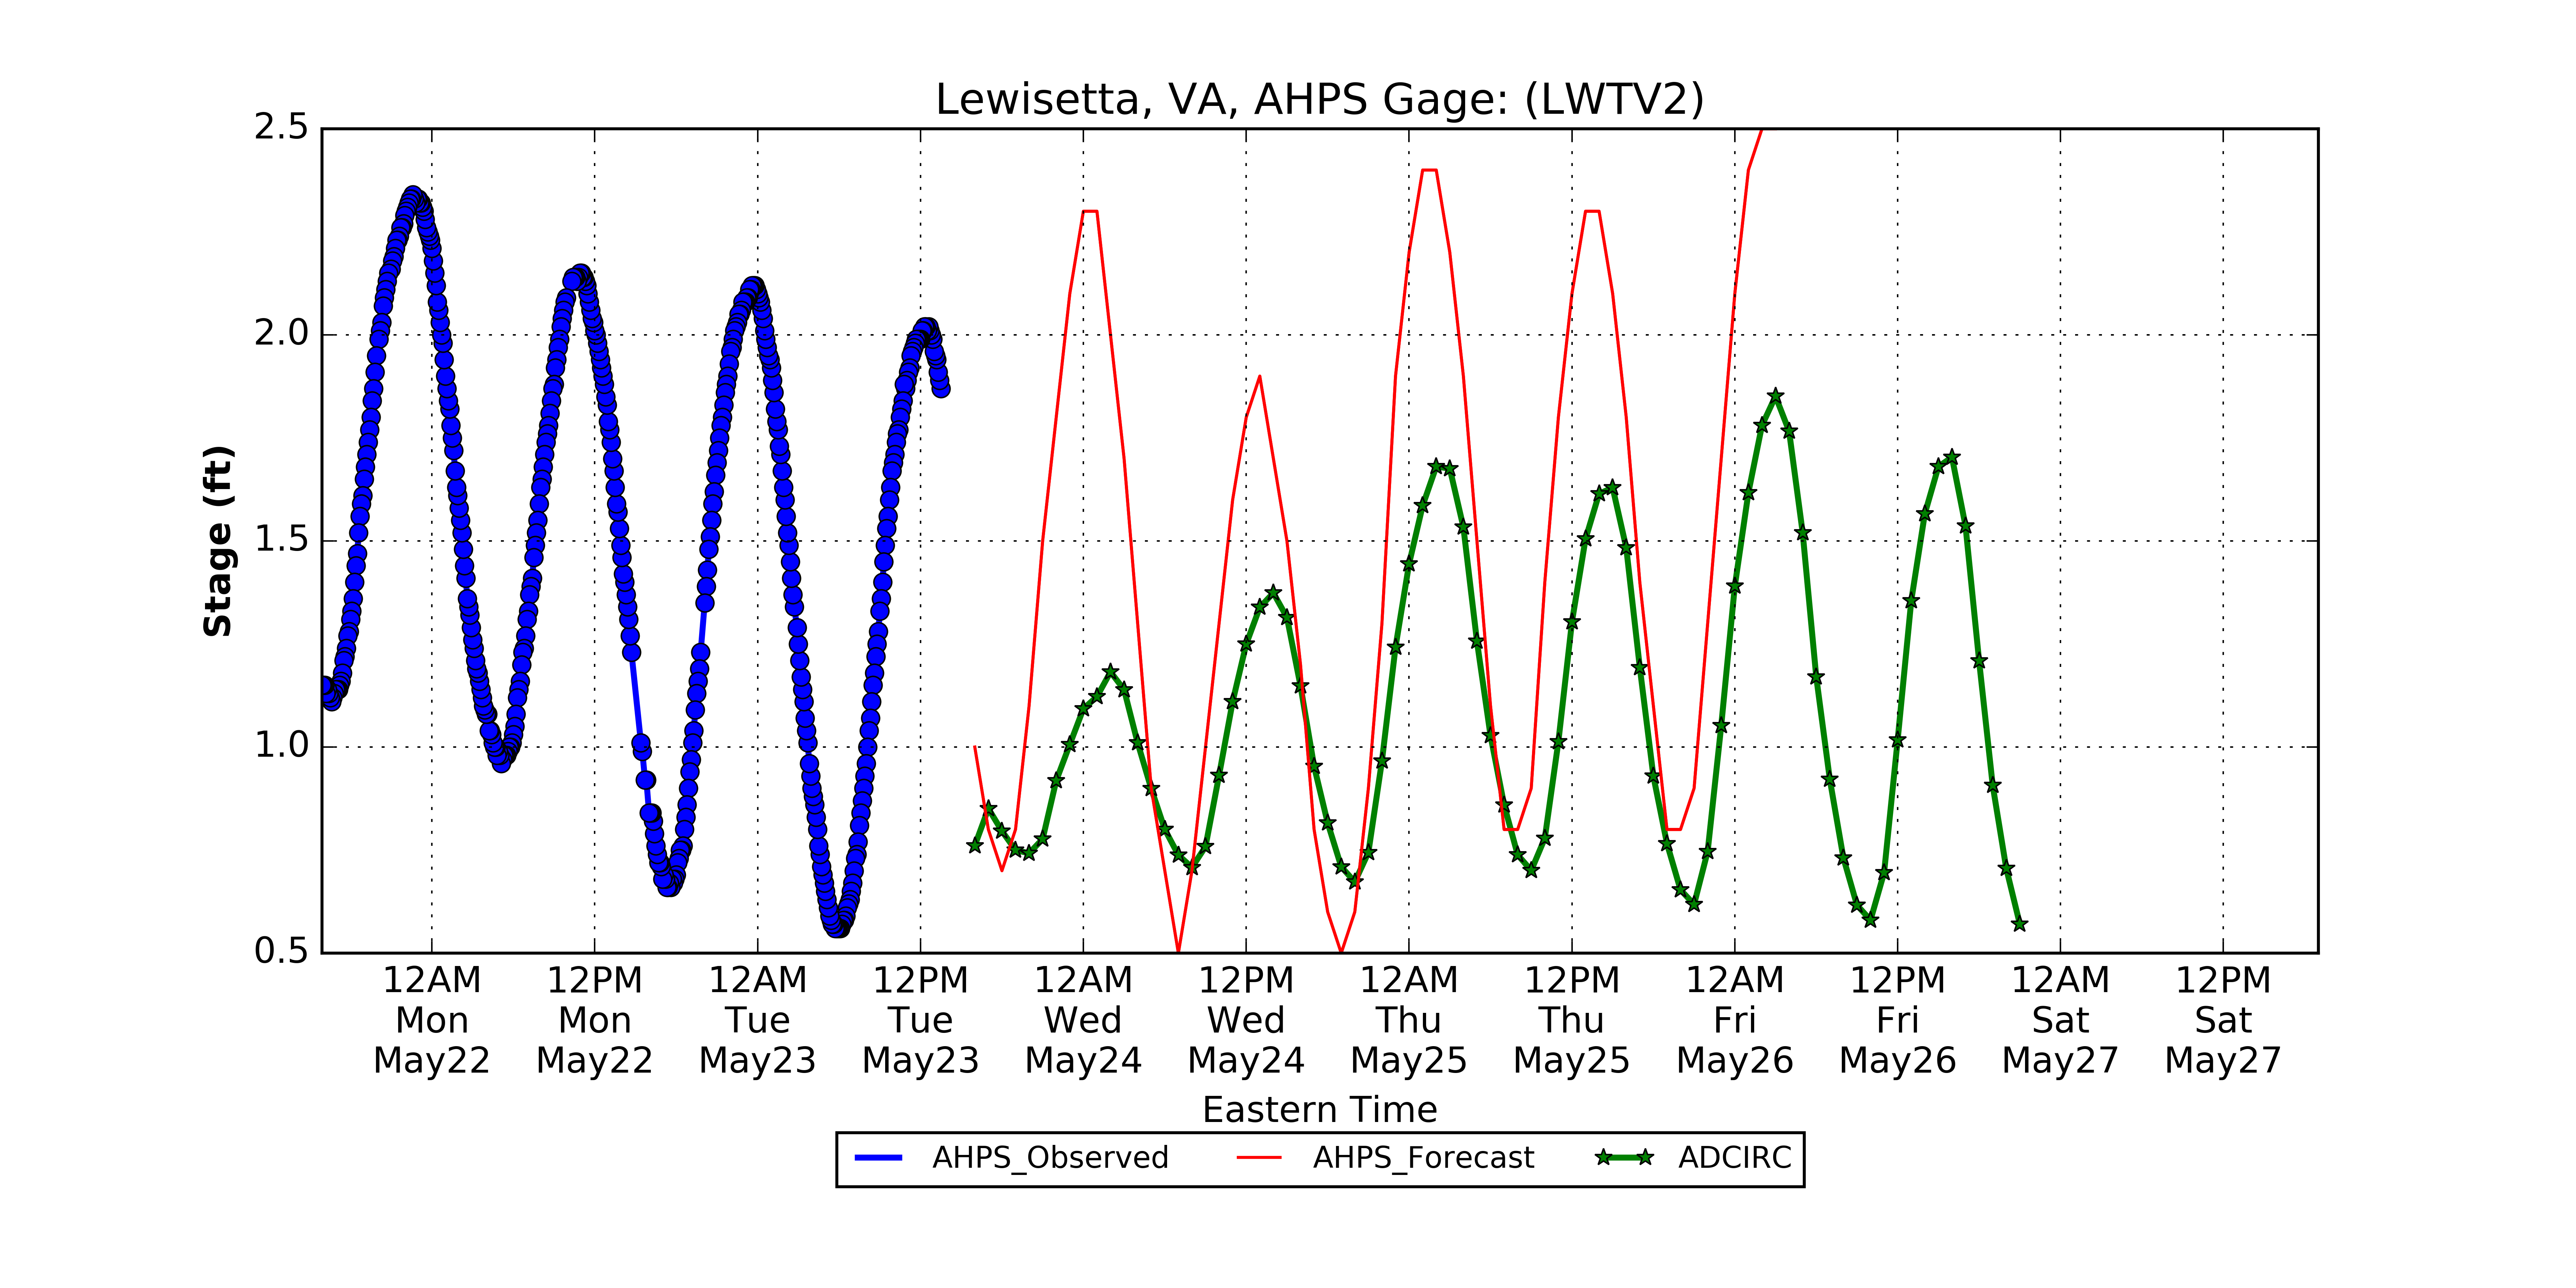 Lewisetta, VA, AHPS Gage: (LWTV2)
2.5
2.0
1.5
1.0
0.5
Stage (ft)
12AM 12PM 12AM 12PM 12AM 12PM 12AM 12PM 12AM 12PM 12AM 12PM
Mon Mon Tue Tue Wed Wed Thu Thu Fri Fri Sat Sat
May22 May22 May23 May23 May24 May24 May25 May25 May26 May26 May27 May27
Eastern Time
AHPS_Observed AHPS_Forecast ADCIRC